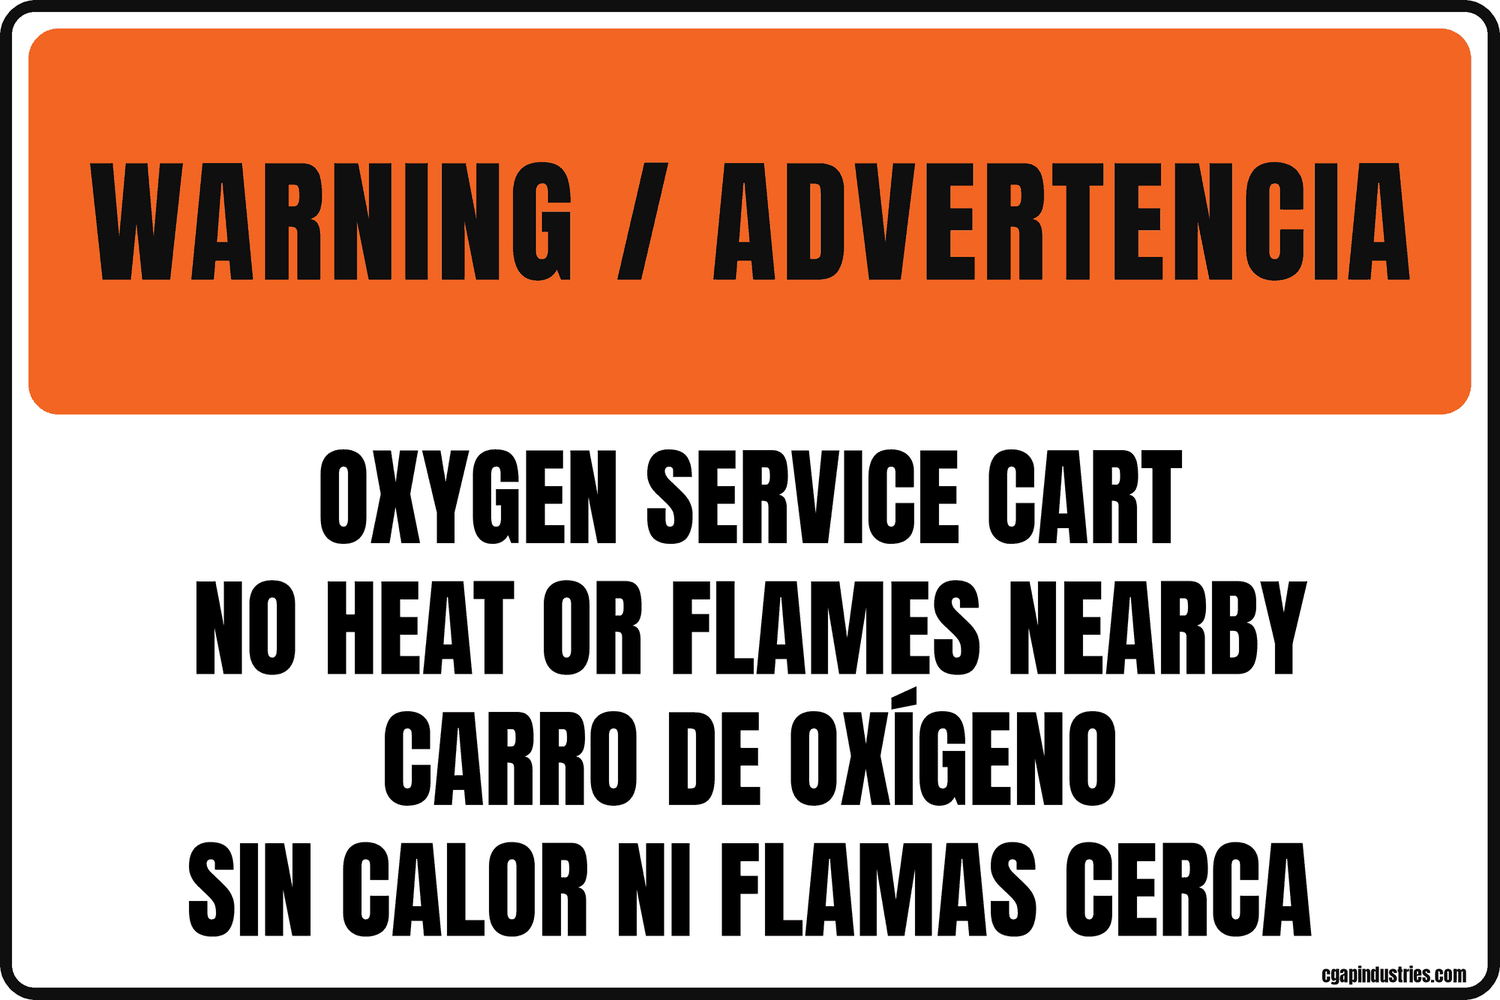 WARNING / ADVERTENCIA
OXYGEN SERVICE CART
NO HEAT OR FLAMES NEARBY
CARRO DE OXÍGENO
SIN CALOR NI FLAMAS CERCA
cgapindustries.com